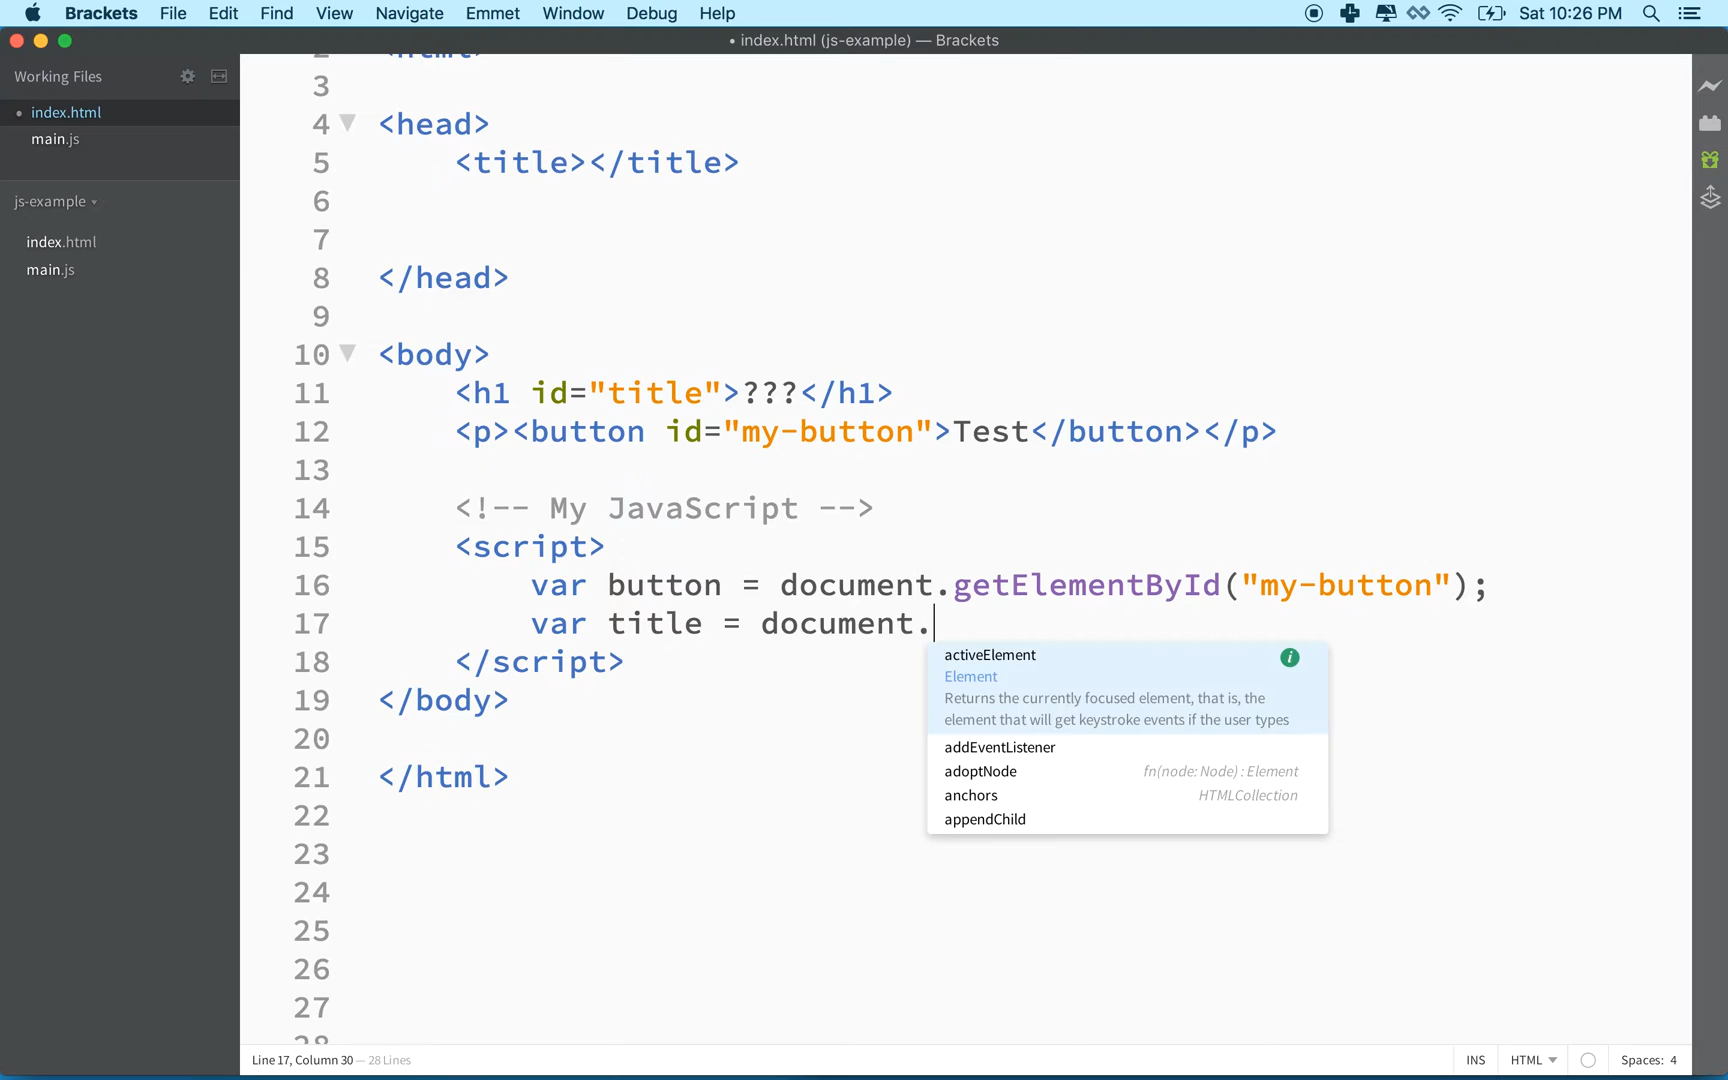 Brackets File Edit Find View Navigate Emmet Window Debug Help Sat 10:26 PM
• index.html (js-example) — Brackets
Working Files
• index.html
main.js
js-example
index.html
main.js
2 <html>
3
4 <head>
5 <title></title>
6
7
8 </head>
9
10 <body>
11 <h1 id="title">???</h1>
12 <p><button id="my-button">Test</button></p>
13
14 <!-- My JavaScript -->
15 <script>
16 var button = document.getElementById("my-button");
17 var title = document.
18 </script>
19 </body>
20
21 </html>
22
23
24
25
26
27
28
activeElement
Element
Returns the currently focused element, that is, the
element that will get keystroke events if the user types
addEventListener
adoptNode fn(node: Node) : Element
anchors HTMLCollection
appendChild
Line 17, Column 30 — 28 Lines INS HTML Spaces: 4